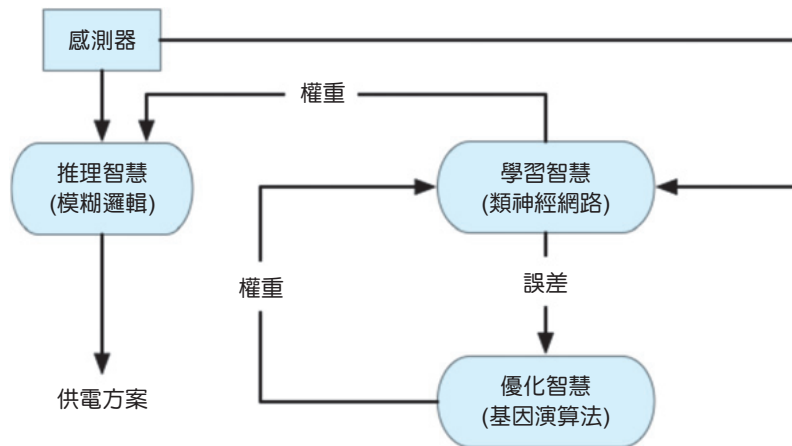 感測器
權重
推理智慧
(模糊邏輯)
學習智慧
(類神經網路)
權重
誤差
供電方案
優化智慧
(基因演算法)